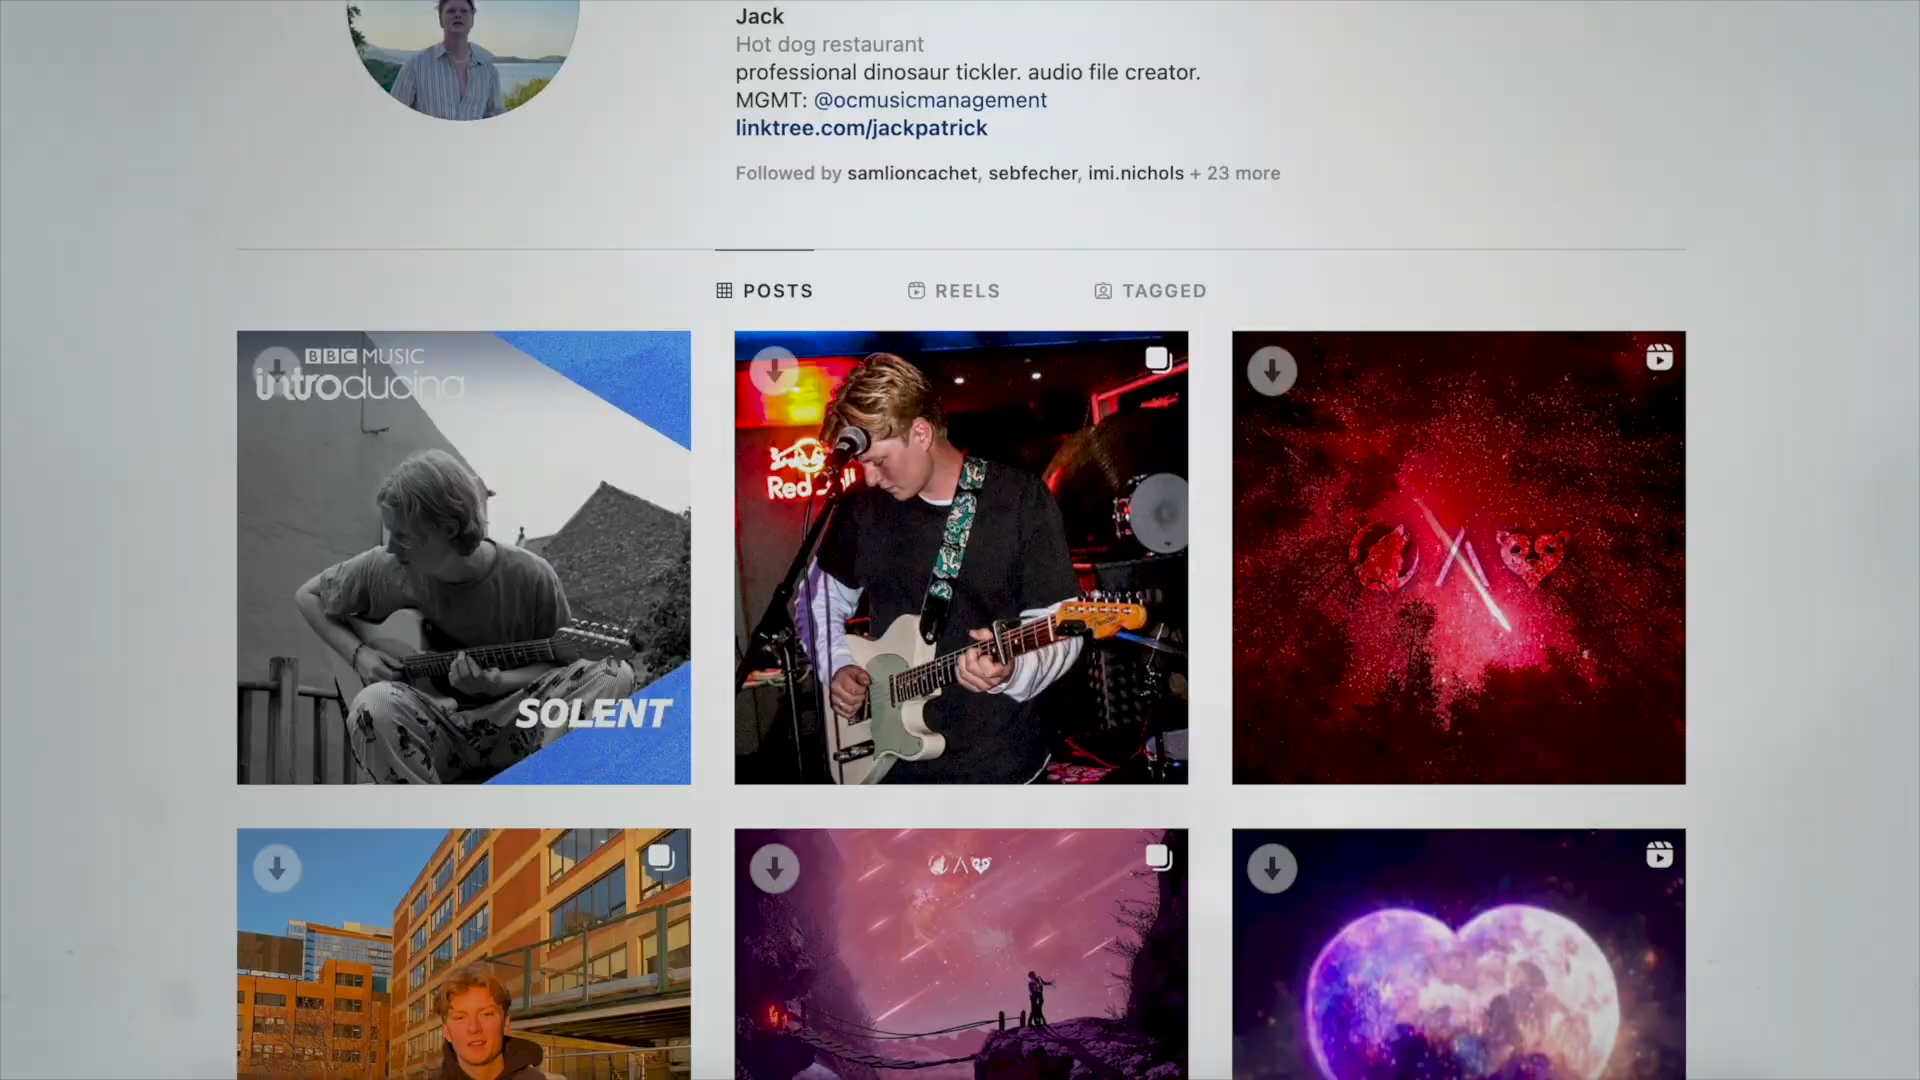 Jack
Hot dog restaurant
professional dinosaur tickler. audio file creator.
MGMT: @ocmusicmanagement
linktree.com/jackpatrick
Followed by samlioncachet, sebfecher, imi.nichols + 23 more
POSTS
REELS
TAGGED
BBC MUSIC
introducing
SOLENT
Red Bull